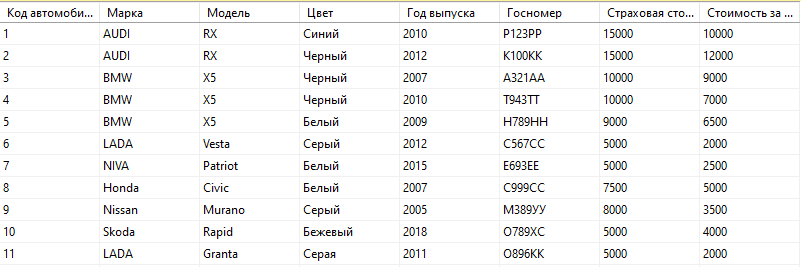 Код автомоби... Марка Модель Цвет Год выпуска Госномер Страховая сто... Стоимость за ...
1 AUDI RX Синий 2010 Р123РР 15000 10000
2 AUDI RX Черный 2012 К100КК 15000 12000
3 BMW X5 Черный 2007 А321АА 10000 9000
4 BMW X5 Черный 2010 Т943ТТ 10000 7000
5 BMW X5 Белый 2009 Н789НН 9000 6500
6 LADA Vesta Серый 2012 С567СС 5000 2000
7 NIVA Patriot Белый 2015 Е693ЕЕ 5000 2500
8 Honda Civic Белый 2007 С999СС 7500 5000
9 Nissan Murano Серый 2005 М389УУ 8000 3500
10 Skoda Rapid Бежевый 2018 О789ХС 5000 4000
11 LADA Granta Серая 2011 О896КК 5000 2000